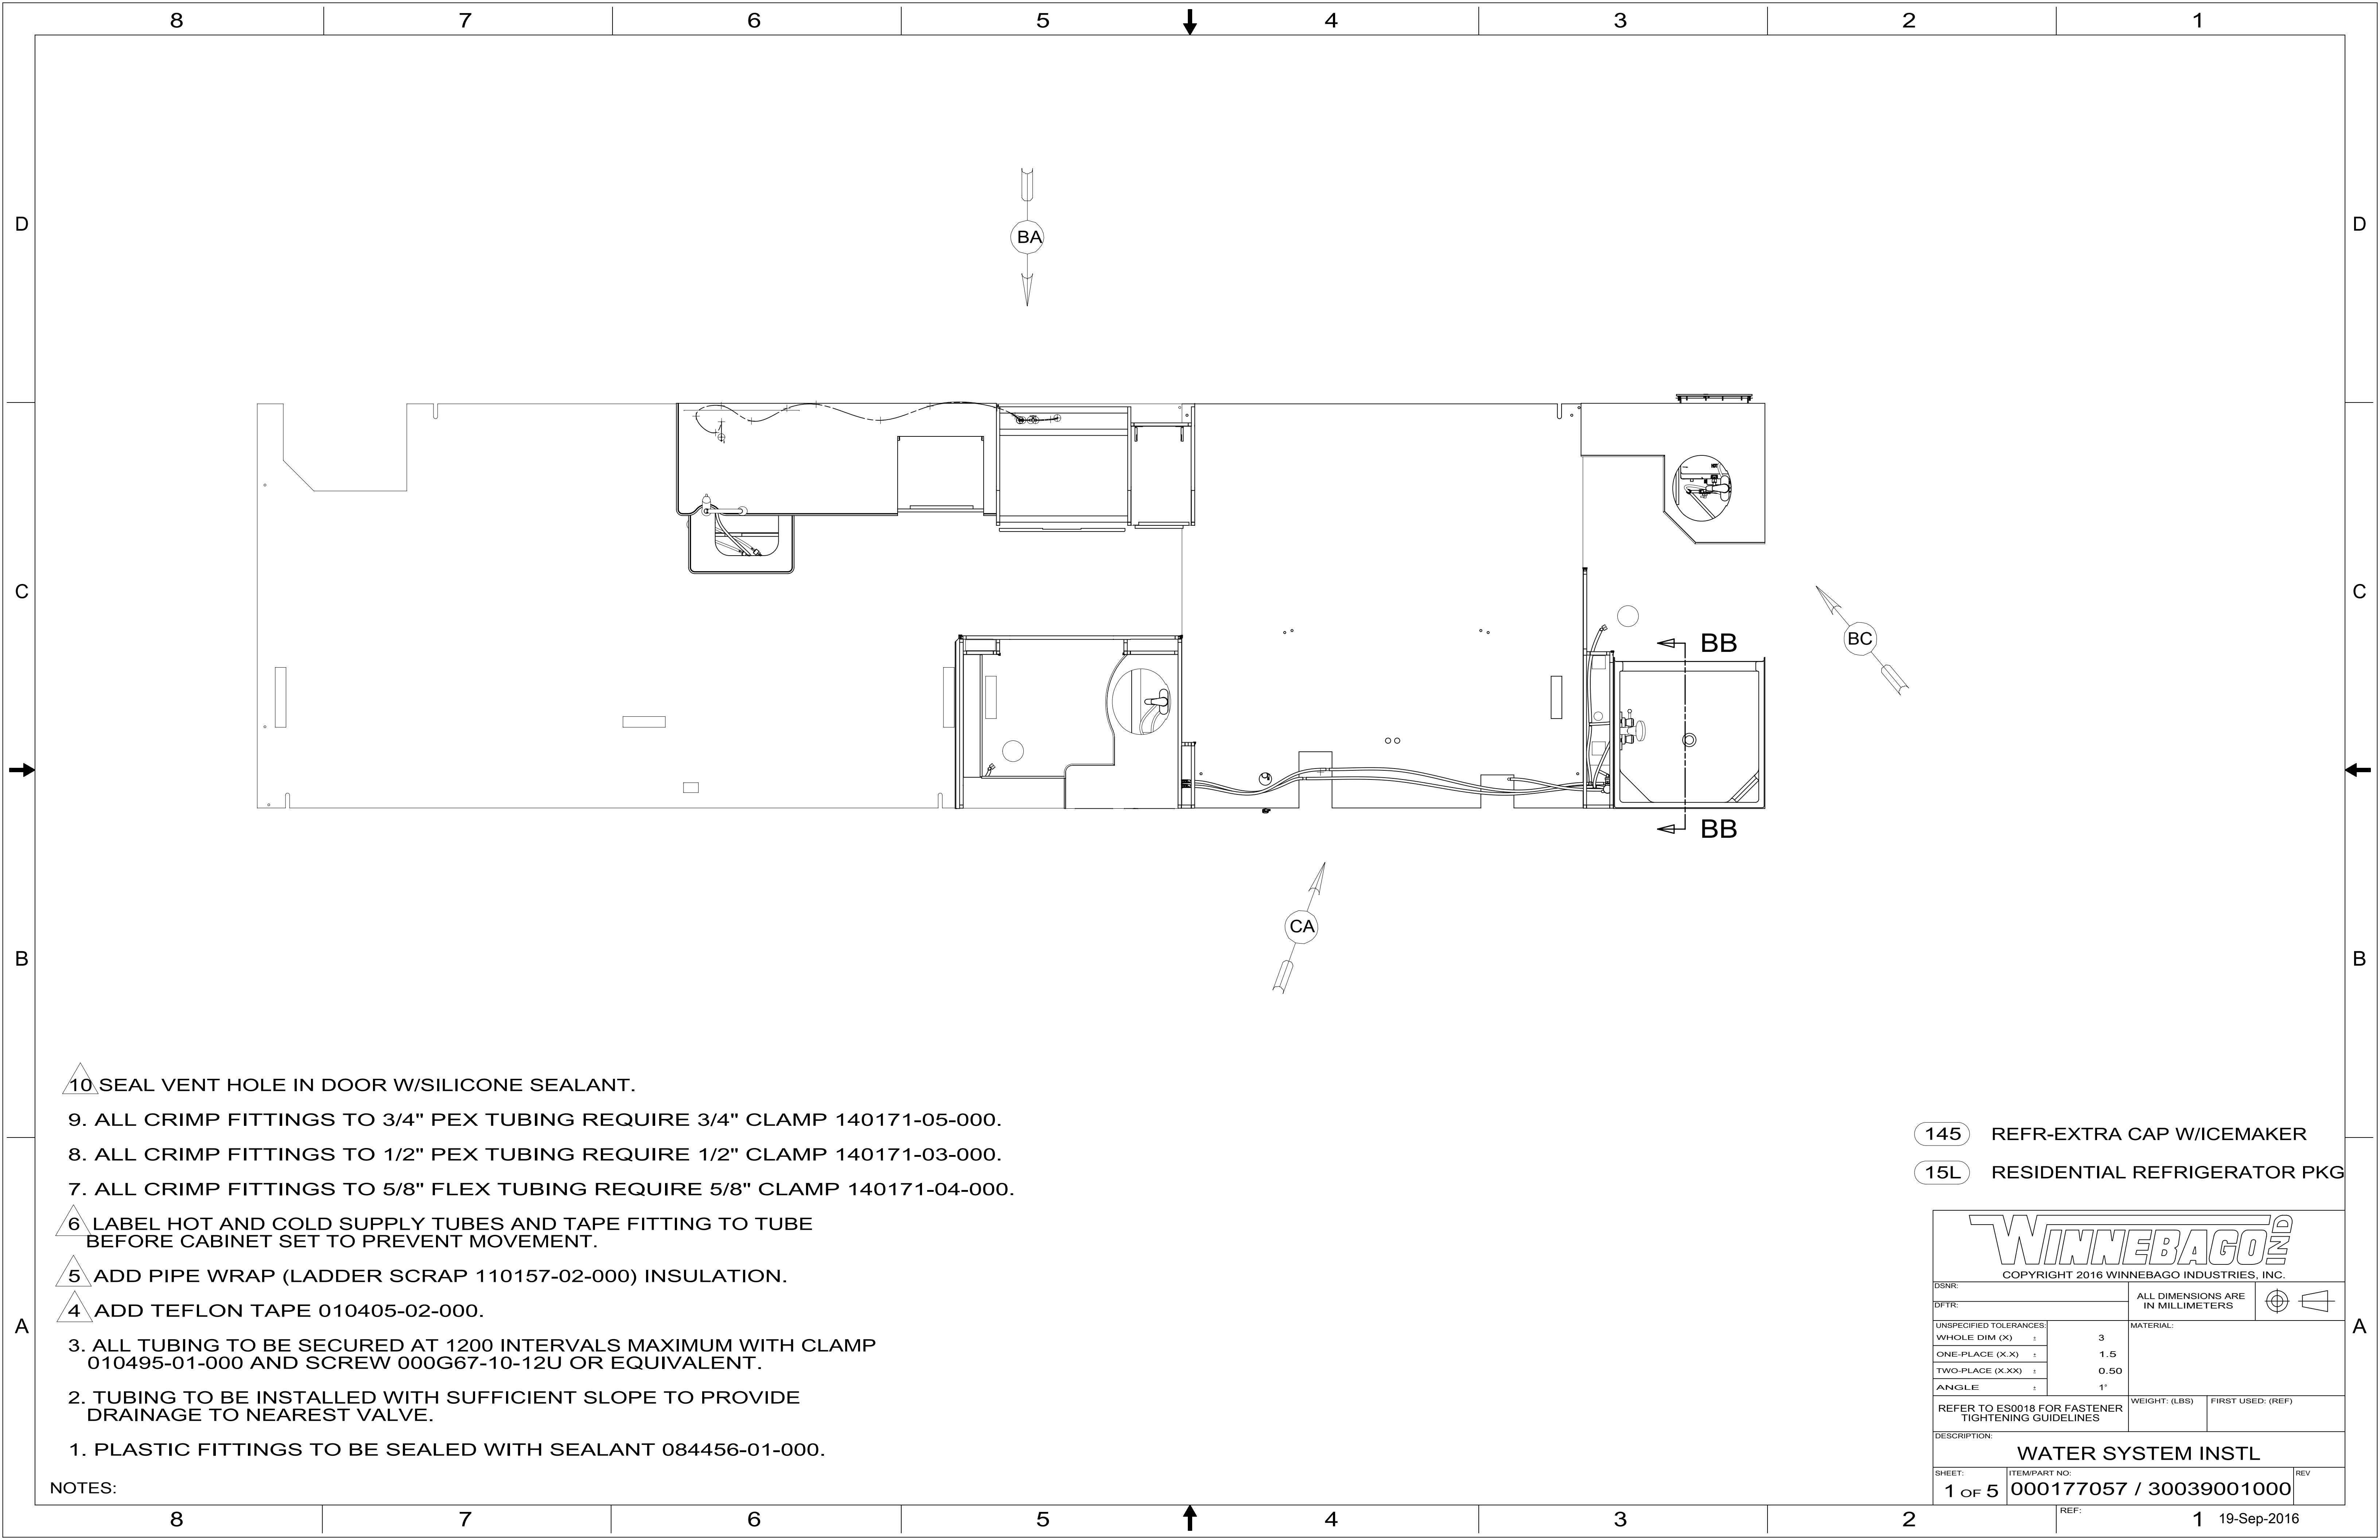 8 7 6 5 4 3 2 1
D D
BA
C C
BC
BB
BB
CA
B B
10 SEAL VENT HOLE IN DOOR W/SILICONE SEALANT.
9. ALL CRIMP FITTINGS TO 3/4" PEX TUBING REQUIRE 3/4" CLAMP 140171-05-000.
8. ALL CRIMP FITTINGS TO 1/2" PEX TUBING REQUIRE 1/2" CLAMP 140171-03-000.
7. ALL CRIMP FITTINGS TO 5/8" FLEX TUBING REQUIRE 5/8" CLAMP 140171-04-000.
6 LABEL HOT AND COLD SUPPLY TUBES AND TAPE FITTING TO TUBE
BEFORE CABINET SET TO PREVENT MOVEMENT.
5 ADD PIPE WRAP (LADDER SCRAP 110157-02-000) INSULATION.
4 ADD TEFLON TAPE 010405-02-000.
3. ALL TUBING TO BE SECURED AT 1200 INTERVALS MAXIMUM WITH CLAMP
010495-01-000 AND SCREW 000G67-10-12U OR EQUIVALENT.
2. TUBING TO BE INSTALLED WITH SUFFICIENT SLOPE TO PROVIDE
DRAINAGE TO NEAREST VALVE.
1. PLASTIC FITTINGS TO BE SEALED WITH SEALANT 084456-01-000.
NOTES:
145 REFR-EXTRA CAP W/ICEMAKER
15L RESIDENTIAL REFRIGERATOR PKG
WINNEBAGO IND
COPYRIGHT 2016 WINNEBAGO INDUSTRIES, INC.
DSNR:
DFTR:
ALL DIMENSIONS ARE
IN MILLIMETERS
UNSPECIFIED TOLERANCES:
WHOLE DIM (X) ± 3
ONE-PLACE (X.X) ± 1.5
TWO-PLACE (X.XX) ± 0.50
ANGLE ± 1°
MATERIAL:
REFER TO ES0018 FOR FASTENER
TIGHTENING GUIDELINES
WEIGHT: (LBS)
FIRST USED: (REF)
DESCRIPTION:
WATER SYSTEM INSTL
SHEET:
1 OF 5
ITEM/PART NO:
000177057 / 30039001000
REV
A A
8 7 6 5 4 3 2 1
REF:
19-Sep-2016